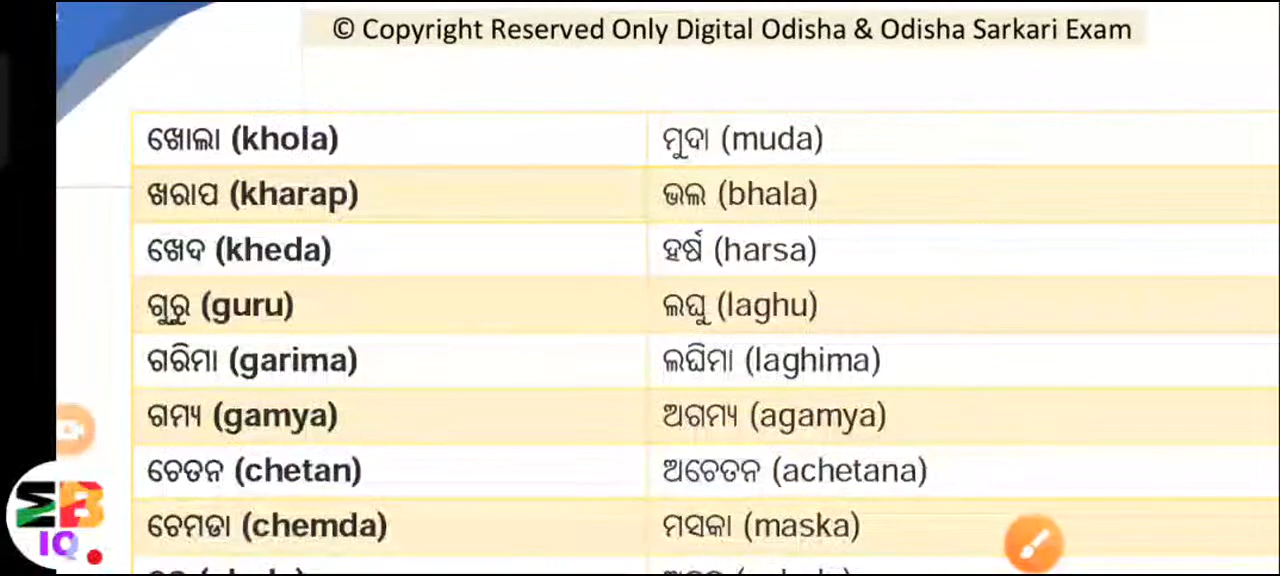 © Copyright Reserved Only Digital Odisha & Odisha Sarkari Exam
ଖୋଲା (khola) ମୁଦା (muda)
ଖରାପ (kharap) ଭଲ (bhala)
ଖେଦ (kheda) ହର୍ଷ (harsa)
ଗୁରୁ (guru) ଲଘୁ (laghu)
ଗରିମା (garima) ଲଘିମା (laghima)
ଗମ୍ୟ (gamya) ଅଗମ୍ୟ (agamya)
ଚେତନ (chetan) ଅଚେତନ (achetana)
ଚେମଡା (chemda) ମସକା (maska)
IQ